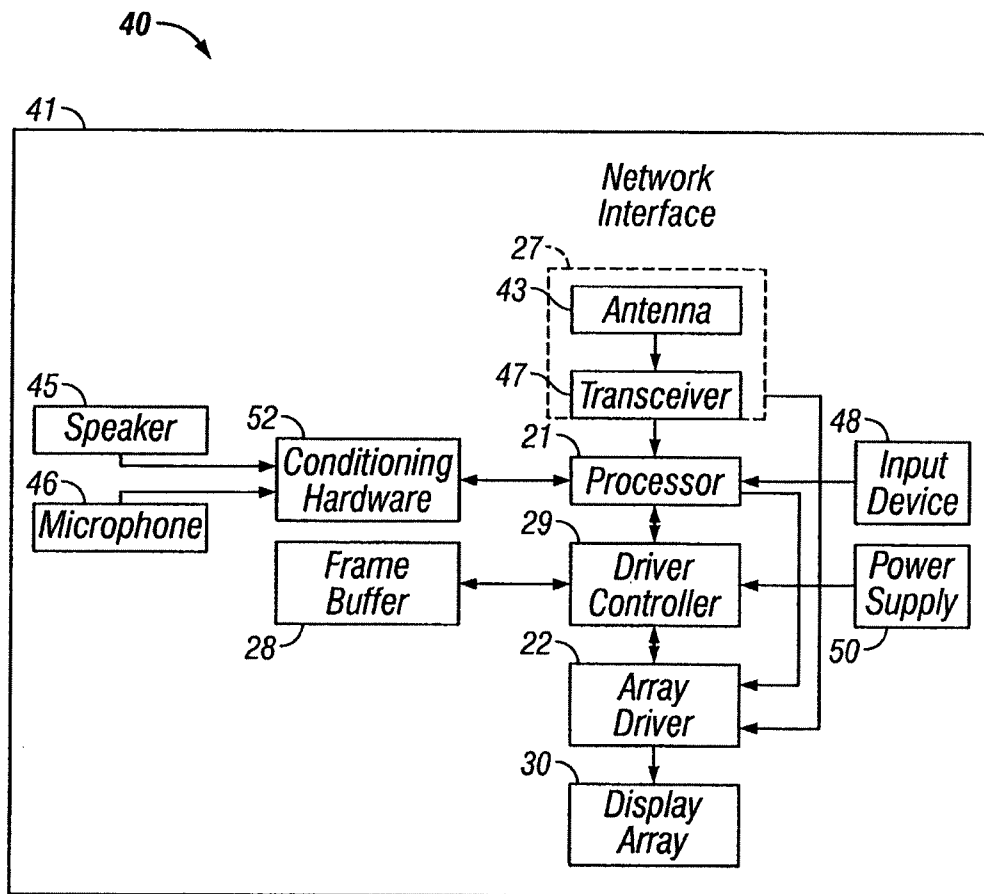 40
41
Network
Interface
27
43
Antenna
47
Transceiver
45
Speaker
52
Conditioning
Hardware
21
Processor
48
Input
Device
46
Microphone
29
Driver
Controller
Frame
Buffer
28
Power
Supply
50
22
Array
Driver
30
Display
Array